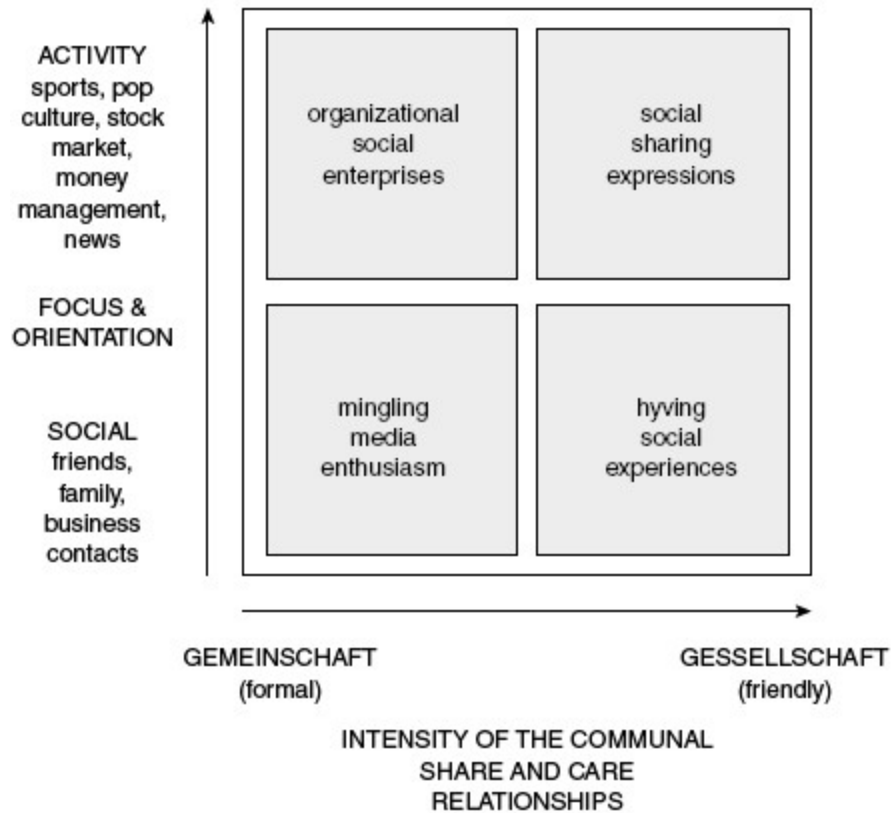 ACTIVITY
sports, pop
culture, stock
market,
money
management,
news
FOCUS &
ORIENTATION
SOCIAL
friends,
family,
business
contacts
organizational
social
enterprises
social
sharing
expressions
mingling
media
enthusiasm
hyving
social
experiences
GEMEINSCHAFT
(formal)
GESSELLSCHAFT
(friendly)
INTENSITY OF THE COMMUNAL
SHARE AND CARE
RELATIONSHIPS